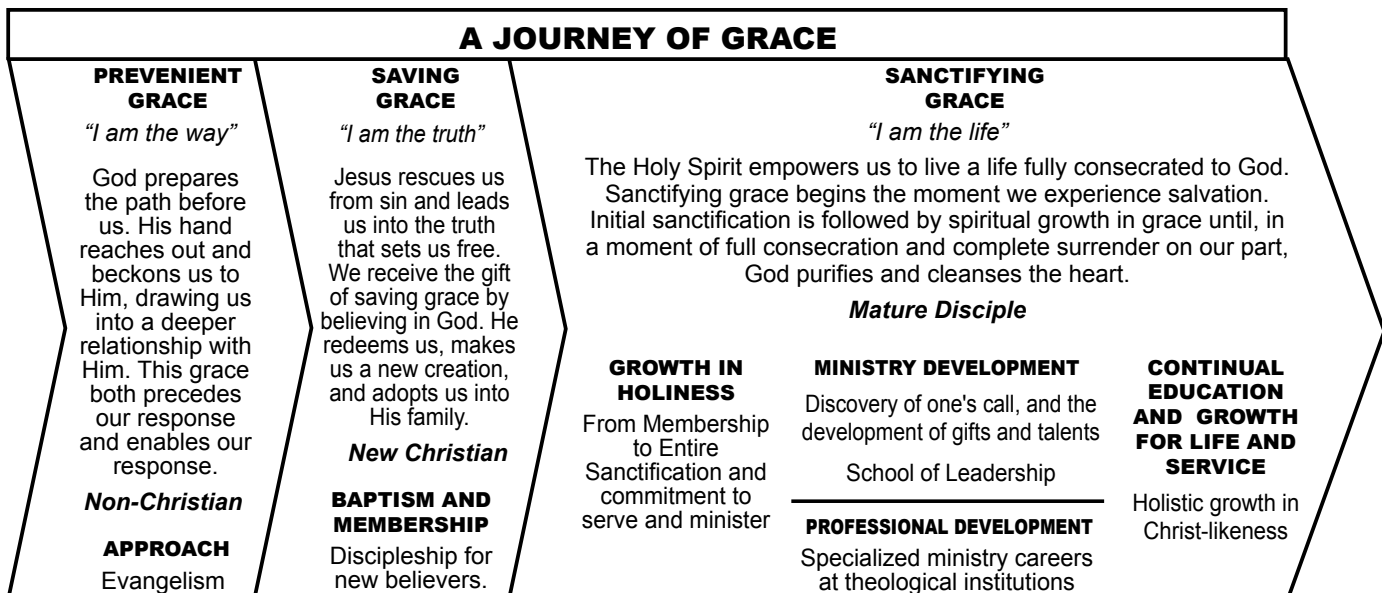 A JOURNEY OF GRACE
PREVENIENT
GRACE
“I am the way”
God prepares
the path before
us. His hand
reaches out and
beckons us to
Him, drawing us
into a deeper
relationship with
Him. This grace
both precedes
our response
and enables our
response.
Non-Christian
APPROACH
Evangelism
SAVING
GRACE
“I am the truth”
Jesus rescues us
from sin and leads
us into the truth
that sets us free.
We receive the gift
of saving grace by
believing in God. He
redeems us, makes
us a new creation,
and adopts us into
His family.
New Christian
BAPTISM AND
MEMBERSHIP
Discipleship for
new believers.
SANCTIFYING
GRACE
“I am the life”
The Holy Spirit empowers us to live a life fully consecrated to God.
Sanctifying grace begins the moment we experience salvation.
Initial sanctification is followed by spiritual growth in grace until, in
a moment of full consecration and complete surrender on our part,
God purifies and cleanses the heart.
Mature Disciple
GROWTH IN
HOLINESS
From Membership
to Entire
Sanctification and
commitment to
serve and minister
MINISTRY DEVELOPMENT
Discovery of one's call, and the
development of gifts and talents
School of Leadership
PROFESSIONAL DEVELOPMENT
Specialized ministry careers
at theological institutions
CONTINUAL
EDUCATION
AND GROWTH
FOR LIFE AND
SERVICE
Holistic growth in
Christ-likeness